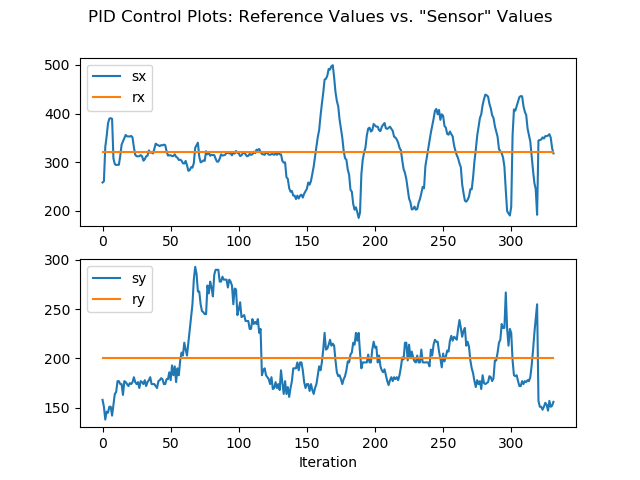 PID Control Plots: Reference Values vs. "Sensor" Values
500
400
300
200
sx
rx
0 50 100 150 200 250 300
300
250
200
150
sy
ry
0 50 100 150 200 250 300
Iteration